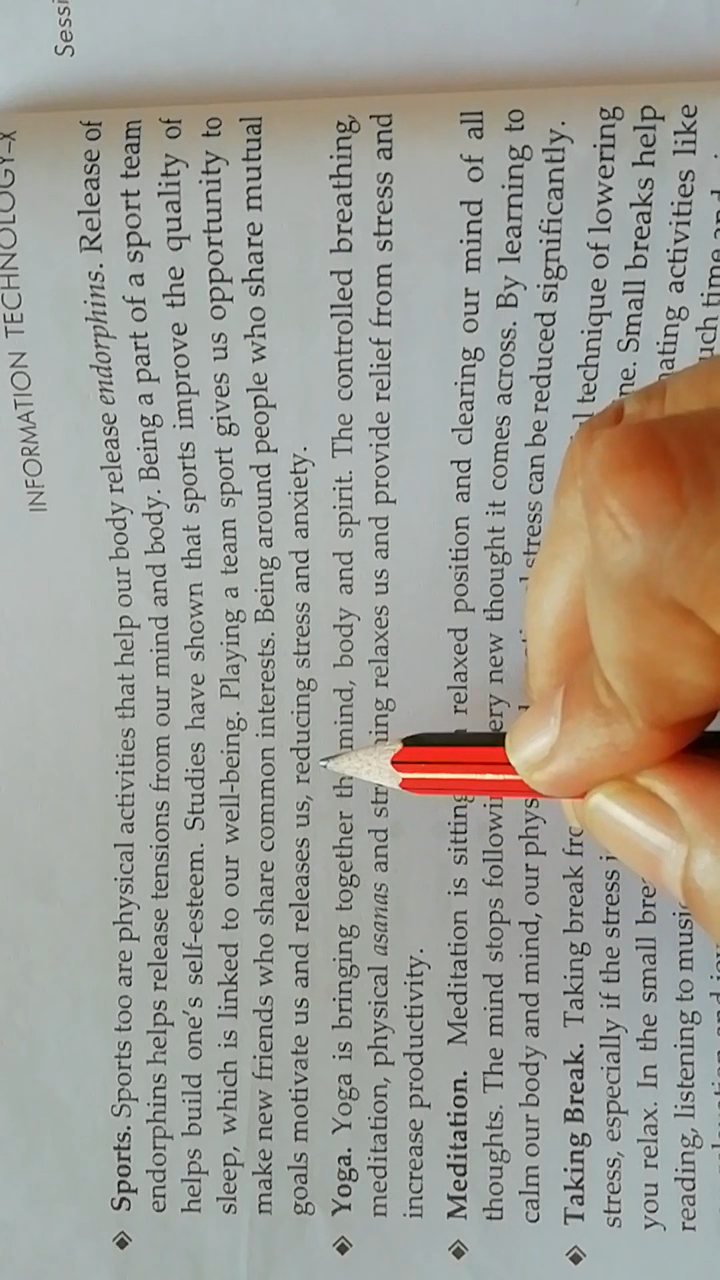 INFORMATION TECHNOLOGY–X
Sessi
Sports. Sports too are physical activities that help our body release endorphins. Release of
endorphins helps release tensions from our mind and body. Being a part of a sport team
helps build one's self-esteem. Studies have shown that sports improve the quality of
sleep, which is linked to our well-being. Playing a team sport gives us opportunity to
make new friends who share common interests. Being around people who share mutual
goals motivate us and releases us, reducing stress and anxiety.
Yoga. Yoga is bringing together th mind, body and spirit. The controlled breathing,
meditation, physical asanas and str ing relaxes us and provide relief from stress and
increase productivity.
Meditation. Meditation is sitting relaxed position and clearing our mind of all
thoughts. The mind stops followi ery new thought it comes across. By learning to
calm our body and mind, our phys stress can be reduced significantly.
Taking Break. Taking break fro technique of lowering
stress, especially if the stress i ne. Small breaks help
you relax. In the small bre ating activities like
reading, listening to music uch time and